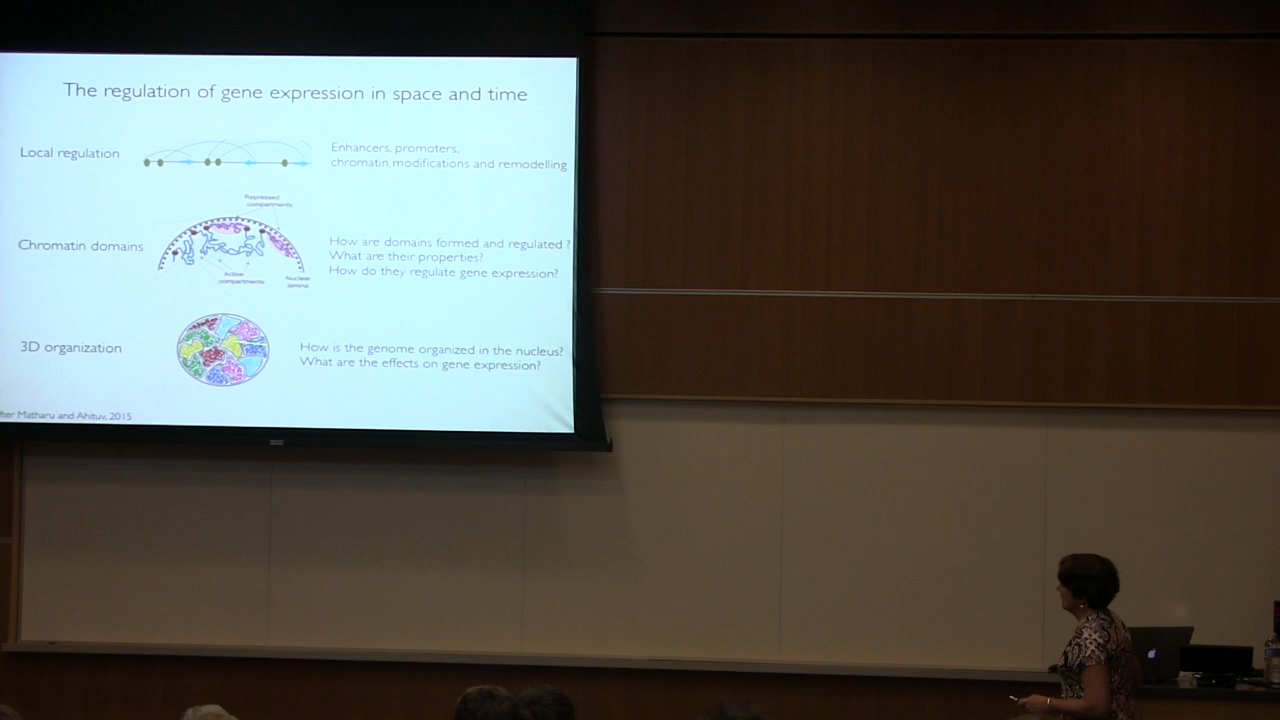 The regulation of gene expression in space and time
Local regulation
Enhancers, promoters,
chromatin modifications and remodelling
Repressed
compartments
Chromatin domains
How are domains formed and regulated ?
What are their properties?
How do they regulate gene expression?
Active
compartments
Nuclear
lamina
3D organization
How is the genome organized in the nucleus?
What are the effects on gene expression?
fter Matharu and Ahituv, 2015